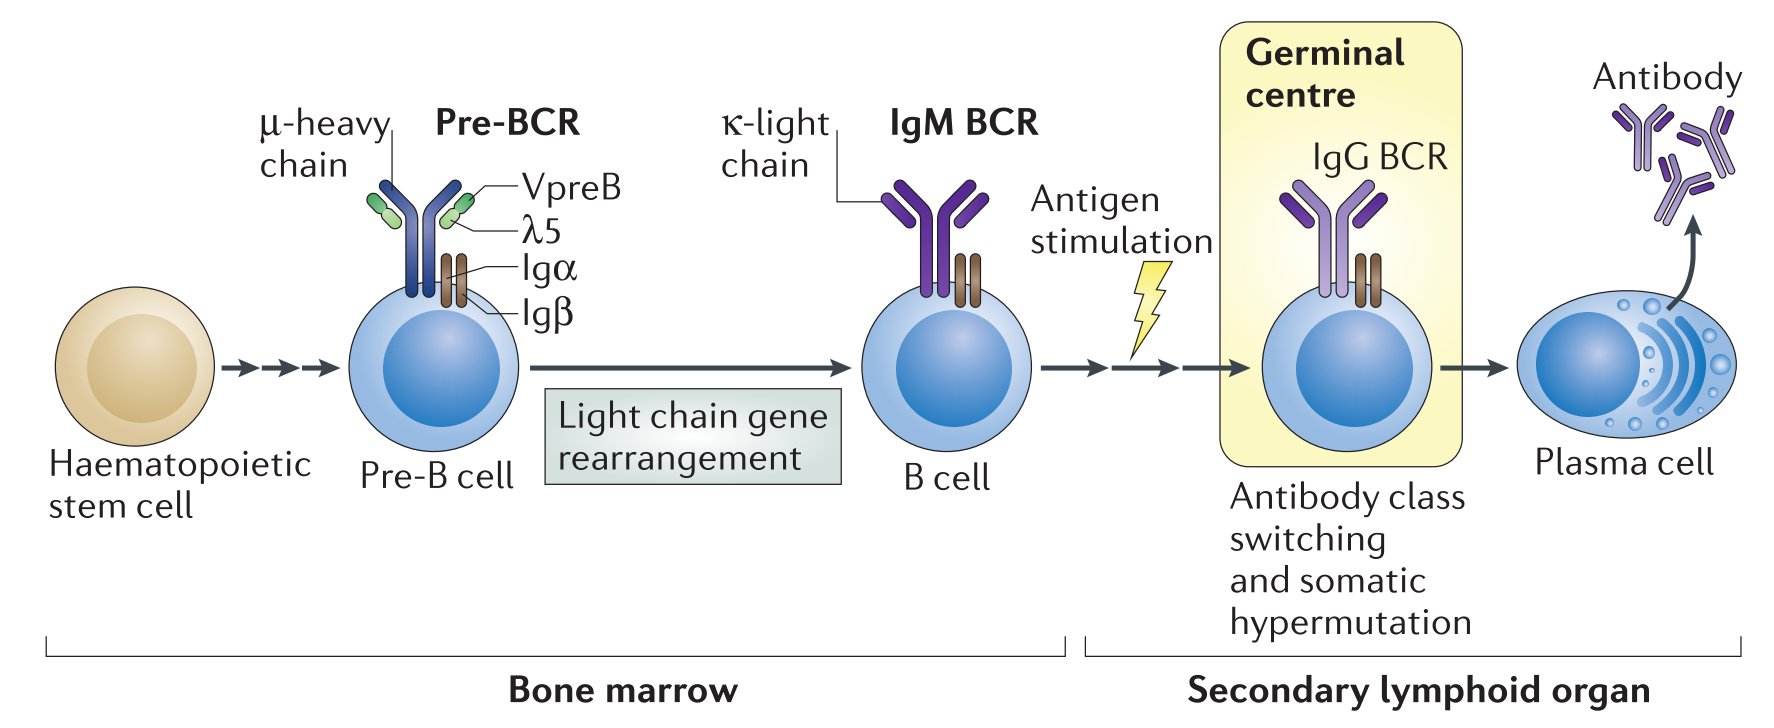 μ-heavy
chain
Pre-BCR
VpreB
λ5
Igα
Igβ
κ-light
chain
IgM BCR
Antigen
stimulation
Germinal
centre
IgG BCR
Antibody
Haematopoietic
stem cell
Pre-B cell
Light chain gene
rearrangement
B cell
Antibody class
switching
and somatic
hypermutation
Plasma cell
Bone marrow
Secondary lymphoid organ